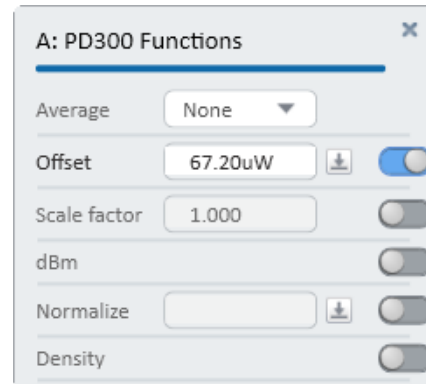 A: PD300 Functions
Average None
Offset 67.20uW
Scale factor 1.000
dBm
Normalize
Density